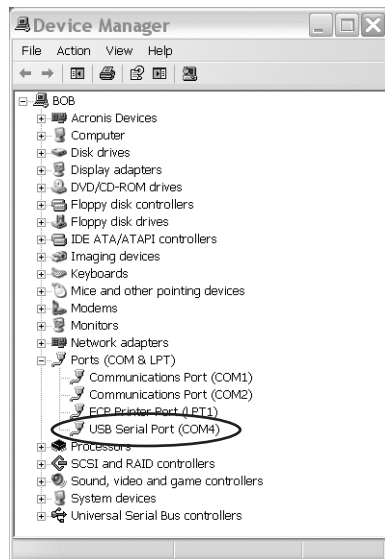 Device Manager
File Action View Help
BOB
Acronis Devices
Computer
Disk drives
Display adapters
DVD/CD-ROM drives
Floppy disk controllers
Floppy disk drives
IDE ATA/ATAPI controllers
Imaging devices
Keyboards
Mice and other pointing devices
Modems
Monitors
Network adapters
Ports (COM & LPT)
Communications Port (COM1)
Communications Port (COM2)
ECP Printer Port (LPT1)
USB Serial Port (COM4)
Processors
SCSI and RAID controllers
Sound, video and game controllers
System devices
Universal Serial Bus controllers